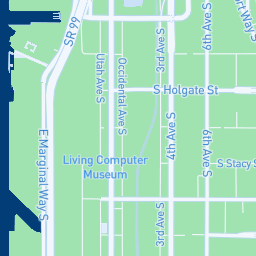 SR 99
Utah Ave S
Occidental Ave S
3rd Ave S
6th Ave S
S Holgate St
E Marginal Way S
4th Ave S
6th Ave S
Living Computer
Museum
S Stacy S
3rd Ave S